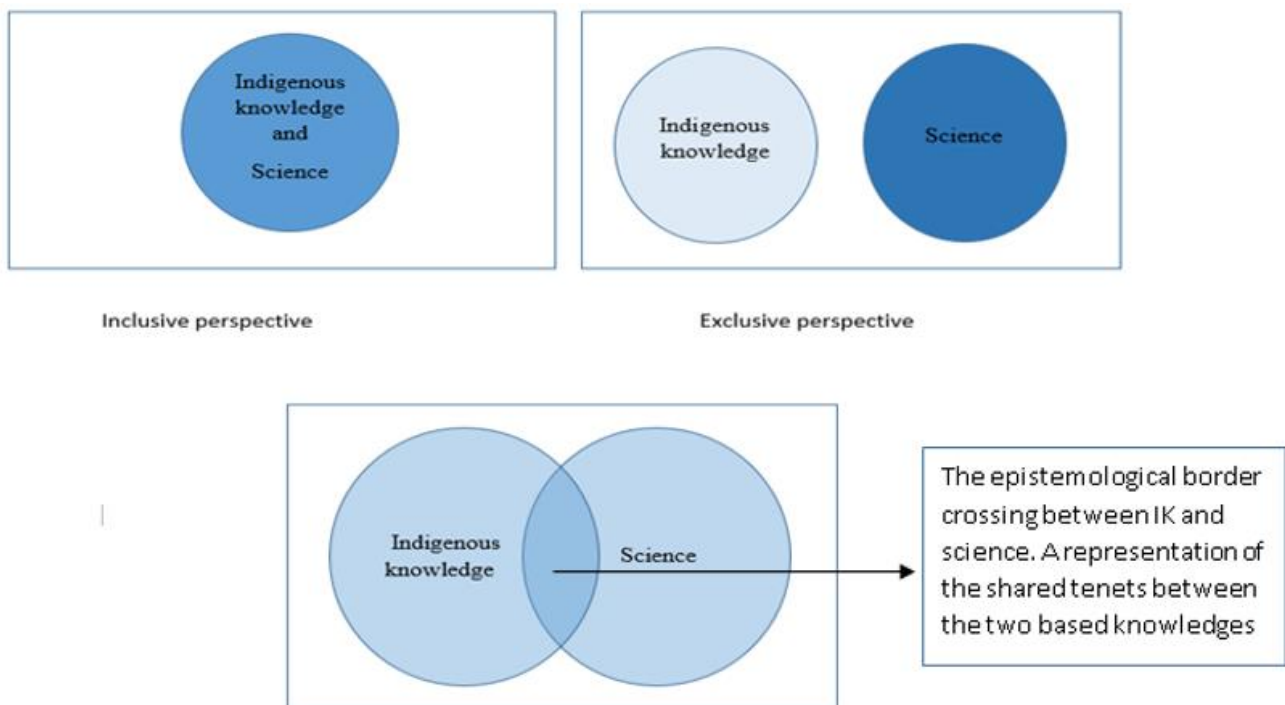 Indigenous
knowledge
and
Science
Indigenous
knowledge
Science
Inclusive perspective
Exclusive perspective
Indigenous
knowledge
Science
The epistemological border
crossing between IK and
science. A representation of
the shared tenets between
the two based knowledges